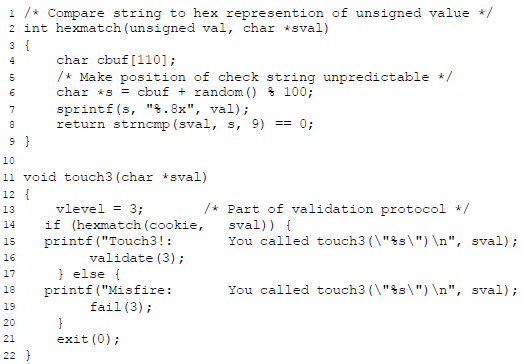 1 /* Compare string to hex represention of unsigned value */
2 int hexmatch(unsigned val, char *sval)
3 {
4     char cbuf[110];
5     /* Make position of check string unpredictable */
6     char *s = cbuf + random() % 100;
7     sprintf(s, "%.8x", val);
8     return strncmp(sval, s, 9) == 0;
9 }
10
11 void touch3(char *sval)
12 {
13     vlevel = 3;       /* Part of validation protocol */
14    if (hexmatch(cookie,   sval)) {
15    printf("Touch3!:       You called touch3(\"%s\")\n", sval);
16         validate(3);
17     } else {
18    printf("Misfire:       You called touch3(\"%s\")\n", sval);
19         fail(3);
20     }
21     exit(0);
22 }